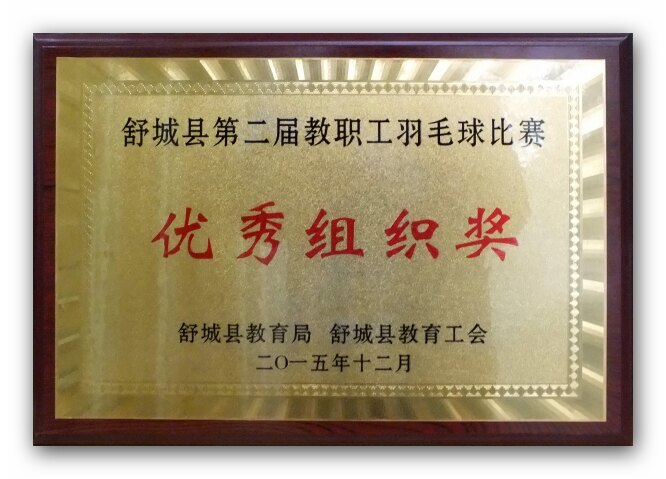 舒城县第二届教职工羽毛球比赛
优秀组织奖
舒城县教育局 舒城县教育工会
二〇一五年十二月